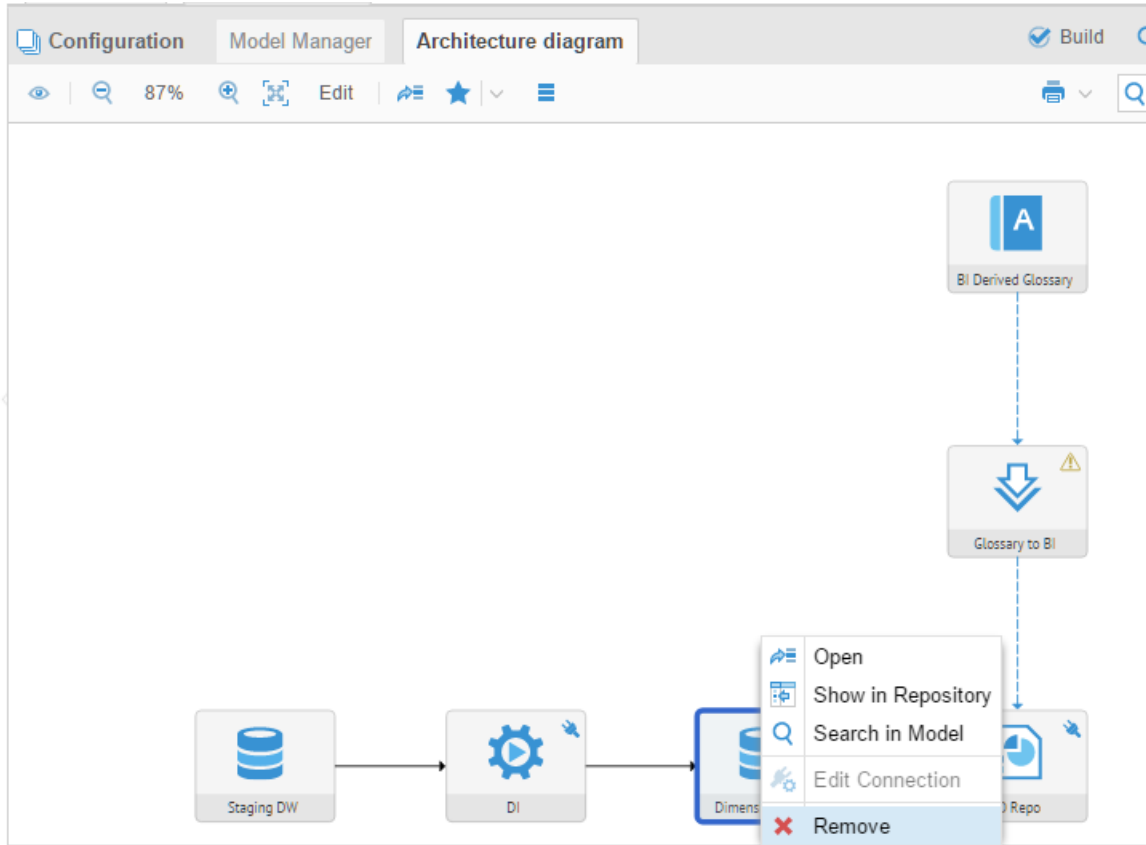 Configuration Model Manager Architecture diagram Build
87% Edit
A
BI Derived Glossary
Glossary to BI
Open
Show in Repository
Search in Model
Edit Connection
Remove
Staging DW DI Repo